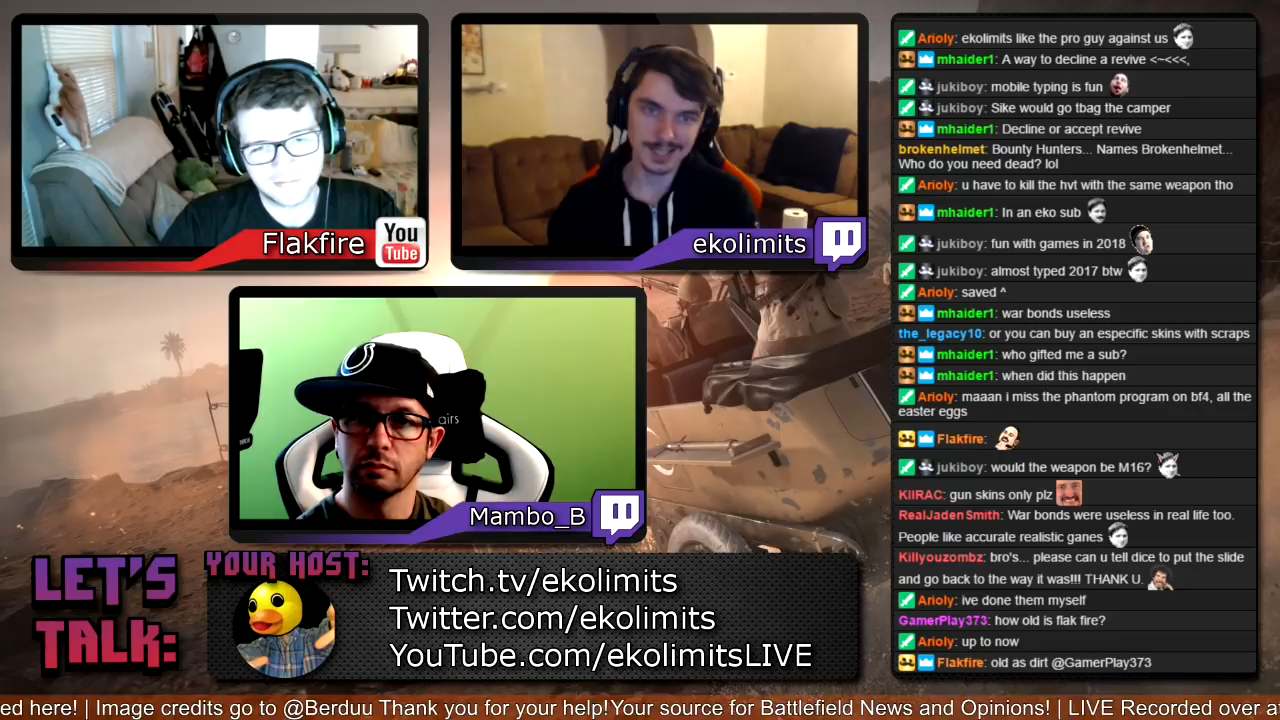 Flakfire
You
Tube
ekolimits
airs
Mambo_B
LET'S
TALK:
YOUR HOST:
Twitch.tv/ekolimits
Twitter.com/ekolimits
YouTube.com/ekolimitsLIVE
Arioly: ekolimits like the pro guy against us
mhaider1: A way to decline a revive <~<<,
jukiboy: mobile typing is fun
jukiboy: Sike would go tbag the camper
mhaider1: Decline or accept revive
brokenhelmet: Bounty Hunters... Names Brokenhelmet...
Who do you need dead? lol
Arioly: u have to kill the hvt with the same weapon tho
mhaider1: In an eko sub
jukiboy: fun with games in 2018
jukiboy: almost typed 2017 btw
Arioly: saved ^
mhaider1: war bonds useless
the_legacy10: or you can buy an especific skins with scraps
mhaider1: who gifted me a sub?
mhaider1: when did this happen
Arioly: maaan i miss the phantom program on bf4, all the
easter eggs
Flakfire:
jukiboy: would the weapon be M16?
KIIRAC: gun skins only plz
RealJadenSmith: War bonds were useless in real life too.
People like accurate realistic ganes
Killyouzombz: bro's... please can u tell dice to put the slide
and go back to the way it was!!! THANK U.
Arioly: ive done them myself
GamerPlay373: how old is flak fire?
Arioly: up to now
Flakfire: old as dirt @GamerPlay373
ed here! | Image credits go to @Berduu Thank you for your help!Your source for Battlefield News and Opinions! | LIVE Recorded over a